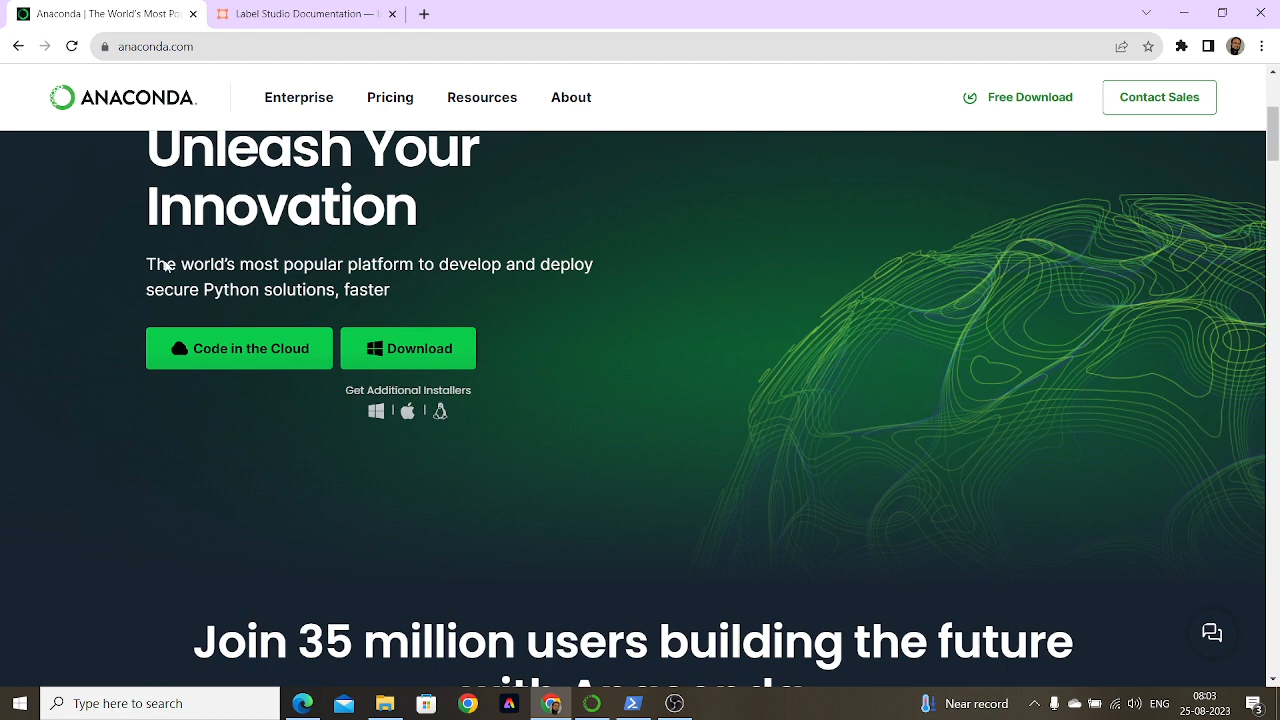 Anaconda | The World's Most Po
Label Studio Documentation —
anaconda.com
ANACONDA.
Enterprise
Pricing
Resources
About
Free Download
Contact Sales
Unleash Your
Innovation
The world's most popular platform to develop and deploy
secure Python solutions, faster
Code in the Cloud
Download
Get Additional Installers
Join 35 million users building the future
with Anaconda
Type here to search
Near record
ENG
08:03
25-08-2023